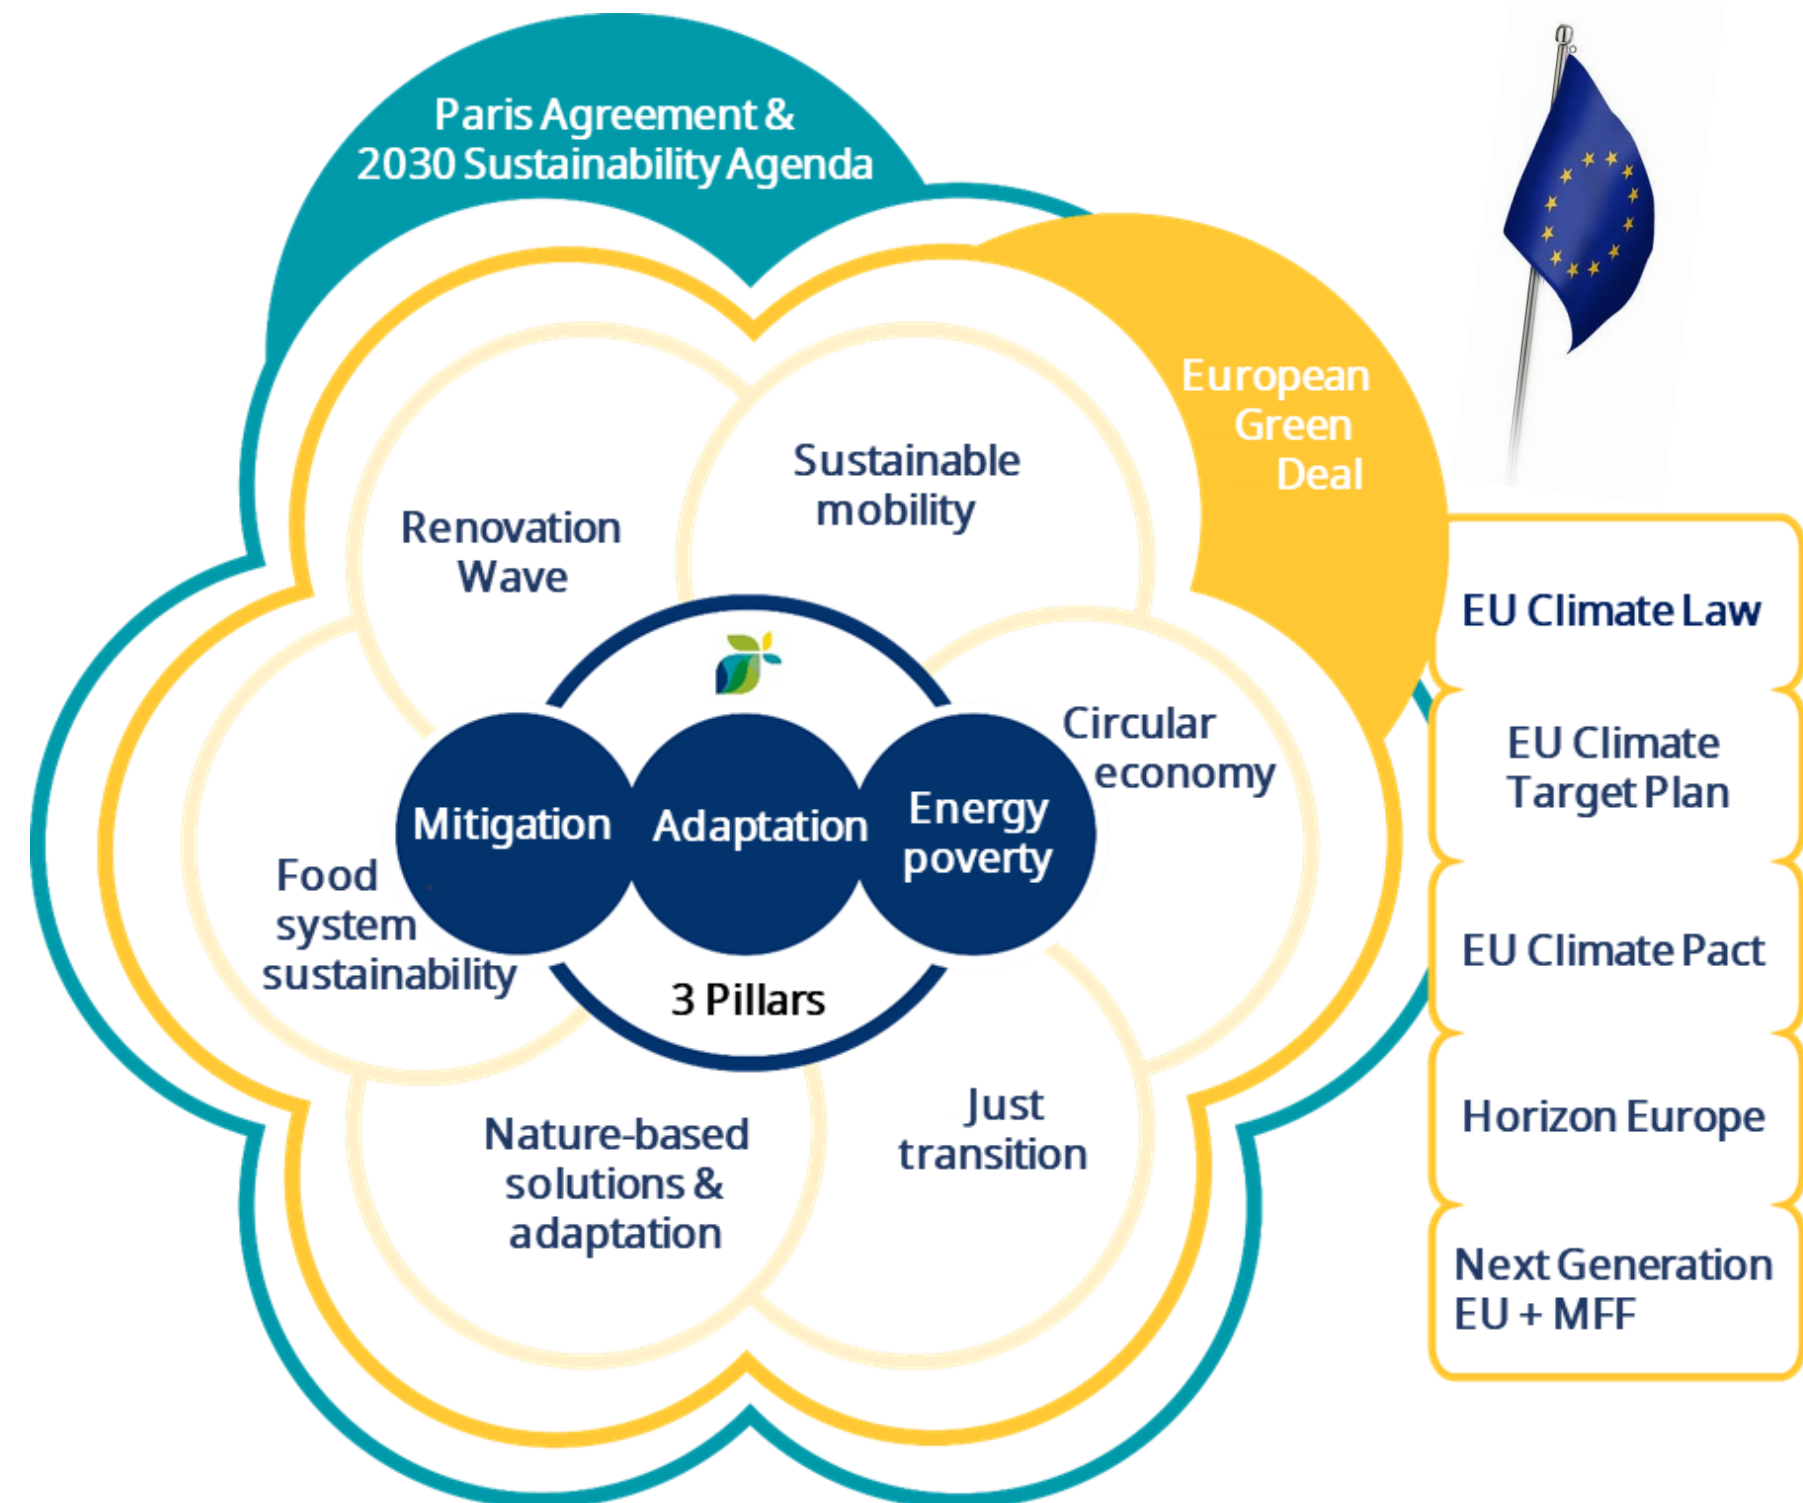 Paris Agreement &
2030 Sustainability Agenda
European
Green
Deal
Sustainable
mobility
Renovation
Wave
EU Climate Law
Circular
economy
EU Climate
Target Plan
Mitigation
Adaptation
Energy
poverty
Food
system
sustainability
3 Pillars
EU Climate Pact
Just
transition
Nature-based
solutions &
adaptation
Horizon Europe
Next Generation
EU + MFF